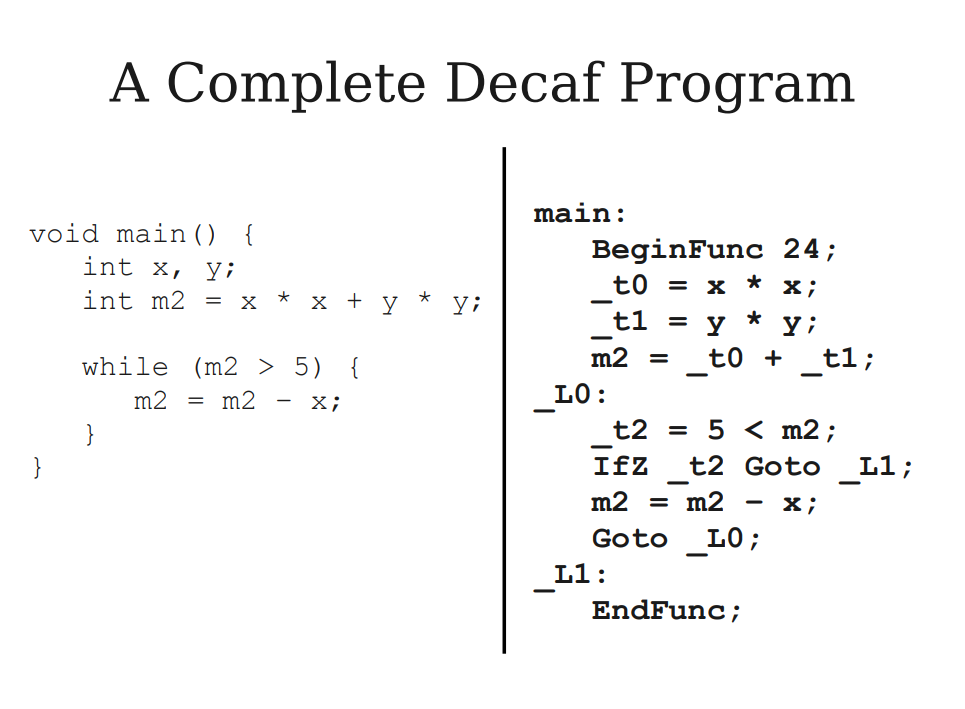 A Complete Decaf Program
void main() {
int x, y;
int m2 = x * x + y * y;
while (m2 > 5) {
m2 = m2 – x;
}
}
main:
BeginFunc 24;
_t0 = x * x;
_t1 = y * y;
m2 = _t0 + _t1;
_L0:
_t2 = 5 < m2;
IfZ _t2 Goto _L1;
m2 = m2 – x;
Goto _L0;
_L1:
EndFunc;